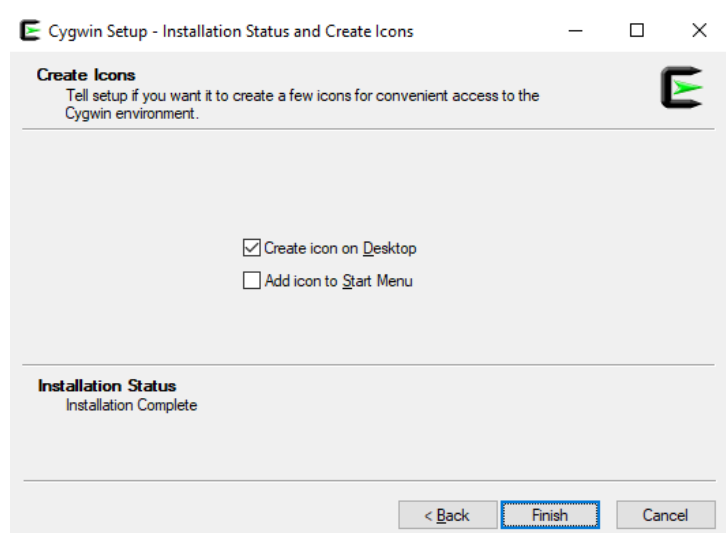 Cygwin Setup - Installation Status and Create Icons
Create Icons
Tell setup if you want it to create a few icons for convenient access to the
Cygwin environment.
Create icon on Desktop
Add icon to Start Menu
Installation Status
Installation Complete
< Back
Finish
Cancel